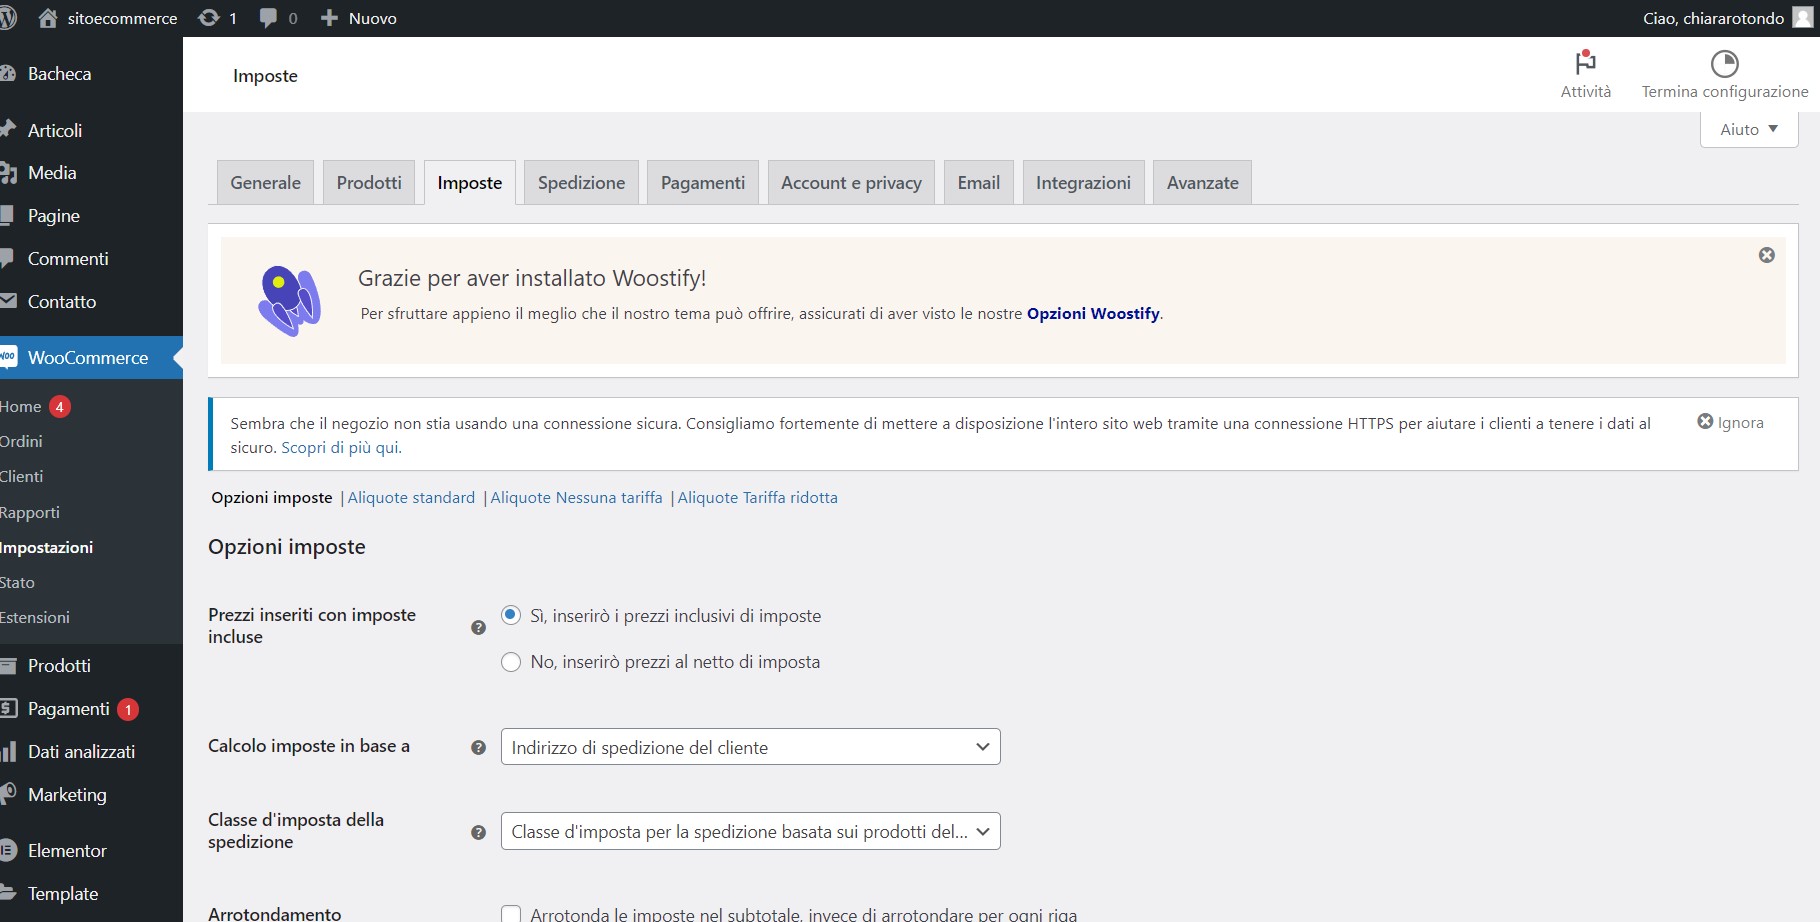 sitoecommerce
1
0
Nuovo
Ciao, chiararotondo
Bacheca
Articoli
Media
Pagine
Commenti
Contatto
WooCommerce
Home 4
Ordini
Clienti
Rapporti
Impostazioni
Stato
Estensioni
Prodotti
Pagamenti 1
Dati analizzati
Marketing
Elementor
Template
Imposte
Attività
Termina configurazione
Aiuto
Generale
Prodotti
Imposte
Spedizione
Pagamenti
Account e privacy
Email
Integrazioni
Avanzate
Grazie per aver installato Woostify!
Per sfruttare appieno il meglio che il nostro tema può offrire, assicurati di aver visto le nostre Opzioni Woostify.
Sembra che il negozio non stia usando una connessione sicura. Consigliamo fortemente di mettere a disposizione l'intero sito web tramite una connessione HTTPS per aiutare i clienti a tenere i dati al
sicuro. Scopri di più qui.
Ignora
Opzioni imposte | Aliquote standard | Aliquote Nessuna tariffa | Aliquote Tariffa ridotta
Opzioni imposte
Prezzi inseriti con imposte
incluse
Sì, inserirò i prezzi inclusivi di imposte
No, inserirò prezzi al netto di imposta
Calcolo imposte in base a
Indirizzo di spedizione del cliente
Classe d'imposta della
spedizione
Classe d'imposta per la spedizione basata sui prodotti del...
Arrotondamento
Arrotonda le imposte nel subtotale, invece di arrotondare per ogni riga